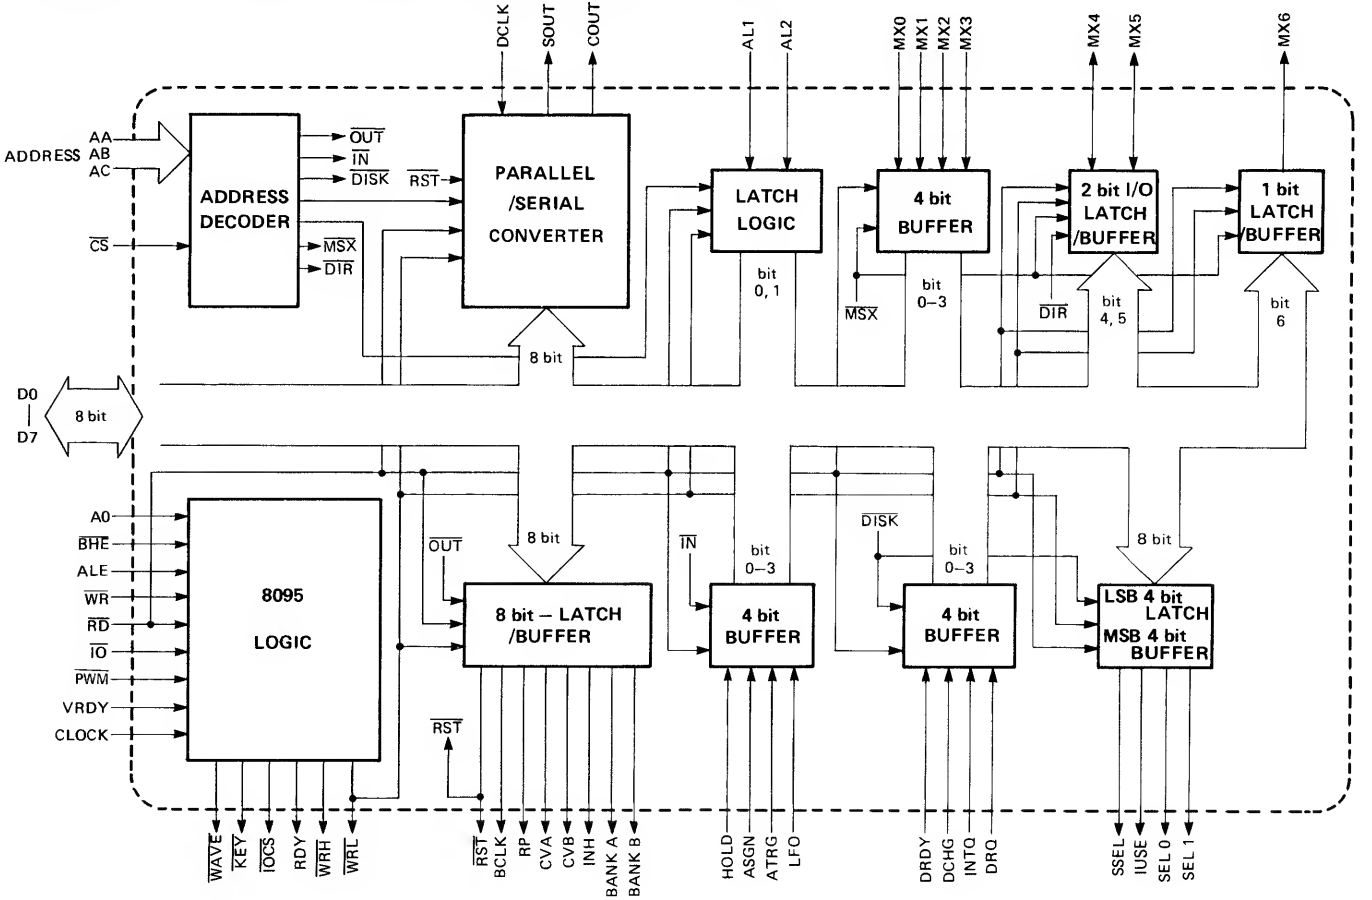 DCLK
SOUT
COUT
AL1
AL2
MX0
MX1
MX2
MX3
MX4
MX5
MX6
AA
ADDRESS AB
AC
CS
ADDRESS
DECODER
OUT
IN
DISK
MSX
DIR
RST
PARALLEL
/SERIAL
CONVERTER
LATCH
LOGIC
4 bit
BUFFER
2 bit I/O
LATCH
/BUFFER
1 bit
LATCH
/BUFFER
bit
0, 1
MSX
bit
0–3
DIR
bit
4, 5
bit
6
8 bit
D0
D7
8 bit
8 bit
OUT
IN
bit
0–3
DISK
bit
0–3
8 bit
A0
BHE
ALE
WR
RD
IO
PWM
VRDY
CLOCK
8095
LOGIC
8 bit – LATCH
/BUFFER
4 bit
BUFFER
4 bit
BUFFER
LSB 4 bit
LATCH
MSB 4 bit
BUFFER
RST
WAVE
KEY
IOCS
RDY
WRH
WRL
RST
BCLK
RP
CVA
CVB
INH
BANK A
BANK B
HOLD
ASGN
ATRG
LFO
DRDY
DCHG
INTQ
DRQ
SSEL
IUSE
SEL 0
SEL 1